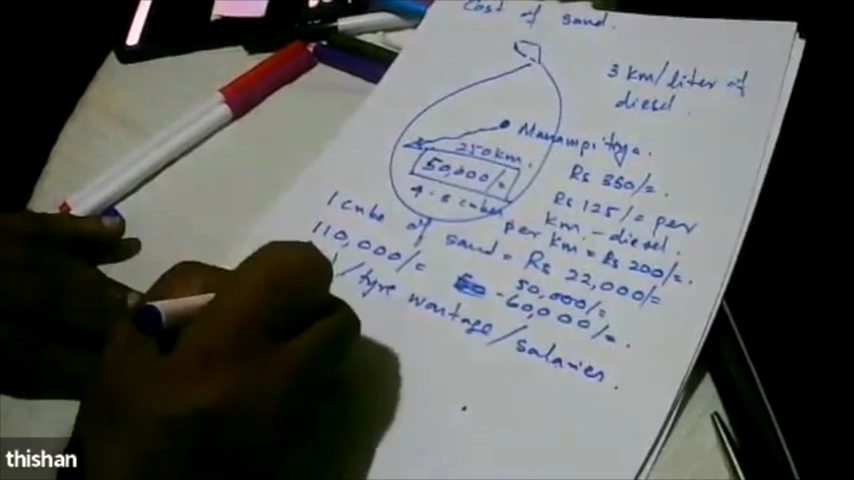 Cost of sand.
3 km/liter of
diesel.
Manampitiya.
250km.
50,000/=
4-5 cubes
Rs 350/=.
Rs 125/= per
km. - diesel.
per km = Rs 200/=.
1 cube of sand = Rs 22,000/=
110,000/=
50,000/=
-60,000/=.
/tyre wastage/salaries.
thishan